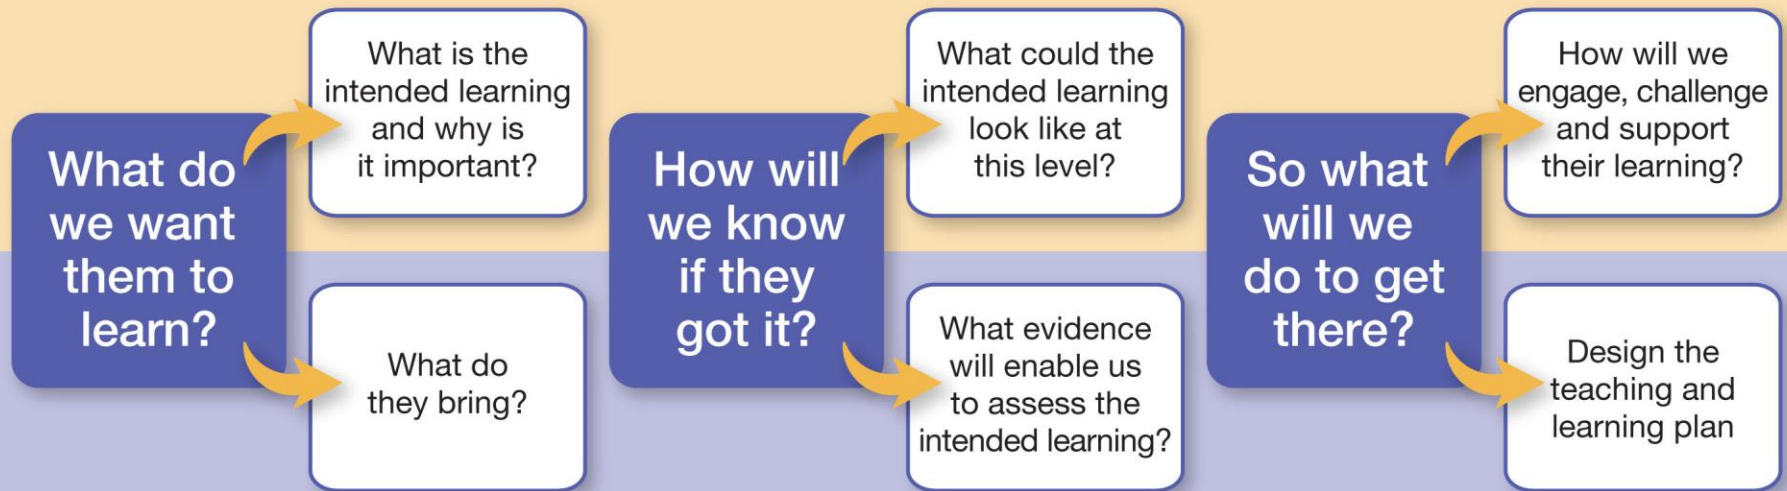 What do
we want
them to
learn?
What is the
intended learning
and why is
it important?
What do
they bring?
How will
we know
if they
got it?
What could the
intended learning
look like at
this level?
What evidence
will enable us
to assess the
intended learning?
So what
will we
do to get
there?
How will we
engage, challenge
and support
their learning?
Design the
teaching and
learning plan